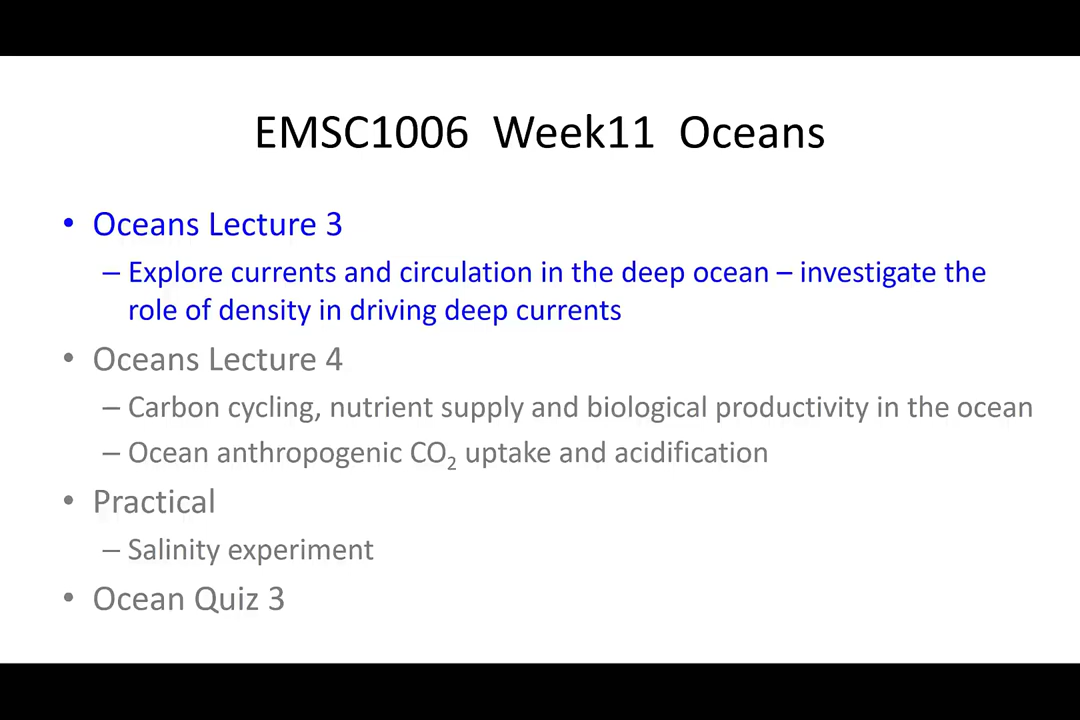 EMSC1006 Week11 Oceans
• Oceans Lecture 3
– Explore currents and circulation in the deep ocean – investigate the
role of density in driving deep currents
• Oceans Lecture 4
– Carbon cycling, nutrient supply and biological productivity in the ocean
– Ocean anthropogenic CO₂ uptake and acidification
• Practical
– Salinity experiment
• Ocean Quiz 3